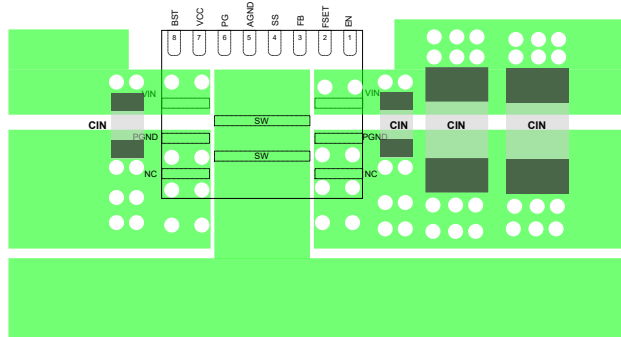 BST VCC PG AGND SS FB FSET EN
8 7 6 5 4 3 2 1
VIN VIN
SW
CIN CIN CIN CIN
PGND PGND
SW
NC NC